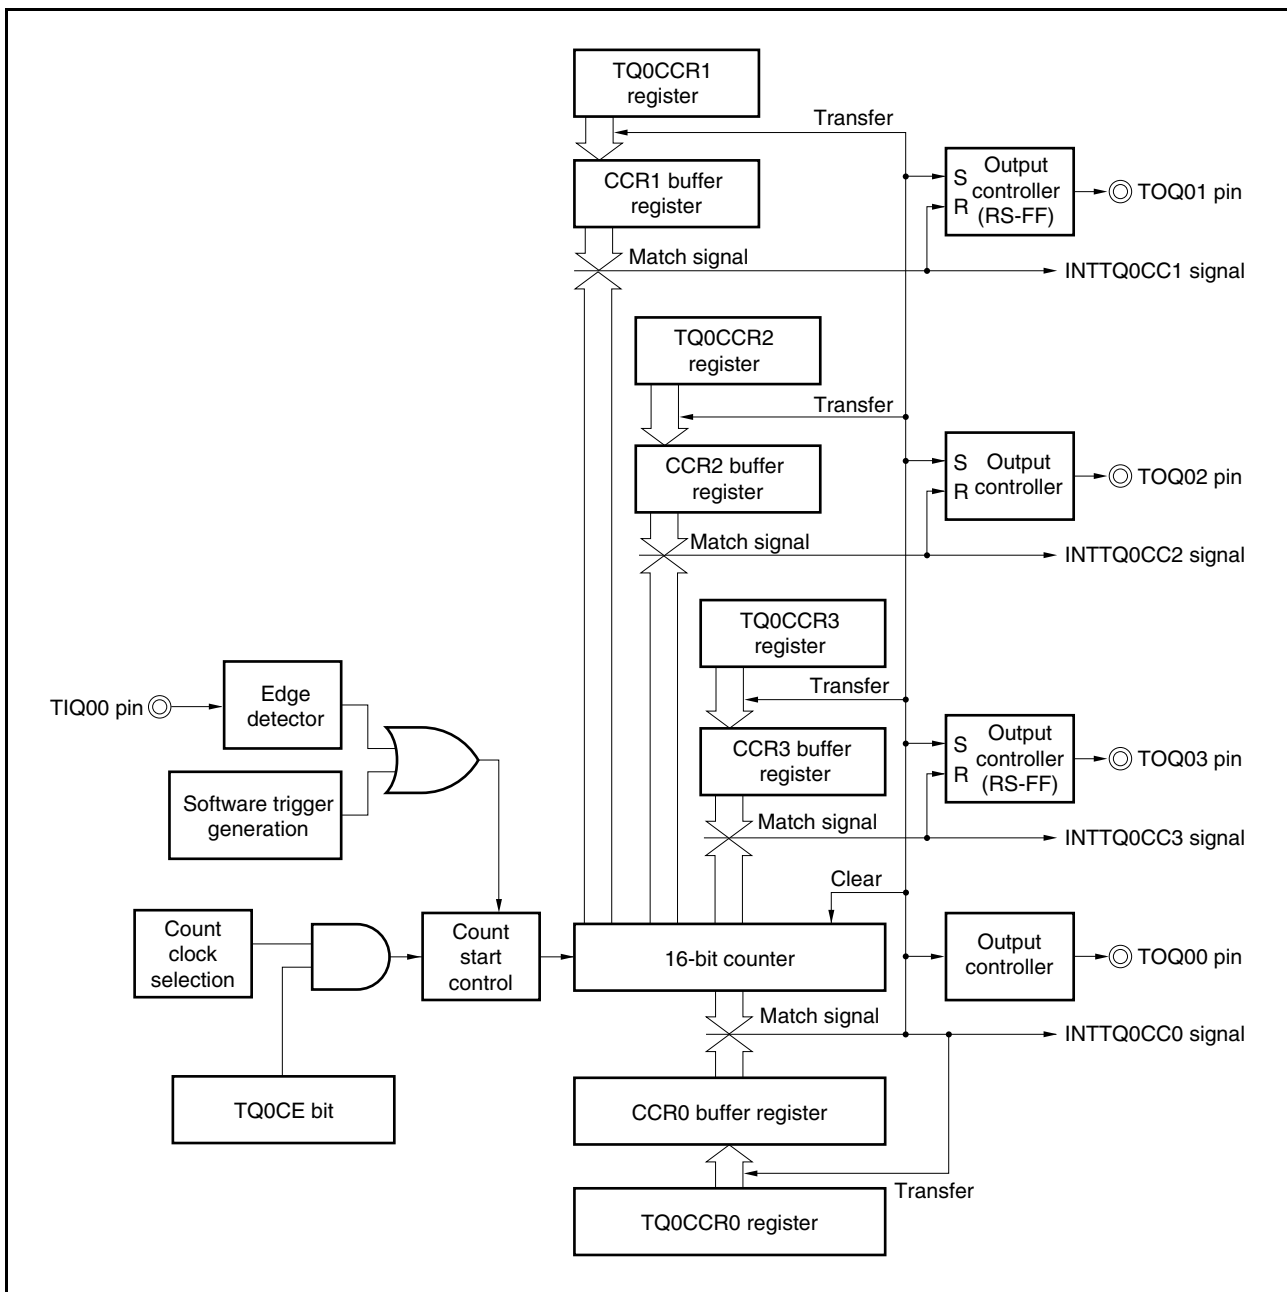 TQ0CCR1
register
Transfer
CCR1 buffer
register
S
R
Output
controller
(RS-FF)
TOQ01 pin
Match signal
INTTQ0CC1 signal
TQ0CCR2
register
Transfer
CCR2 buffer
register
S
R
Output
controller
TOQ02 pin
Match signal
INTTQ0CC2 signal
TQ0CCR3
register
Transfer
TIQ00 pin
Edge
detector
CCR3 buffer
register
S
R
Output
controller
(RS-FF)
TOQ03 pin
Software trigger
generation
Match signal
INTTQ0CC3 signal
Clear
Count
clock
selection
Count
start
control
16-bit counter
Output
controller
TOQ00 pin
Match signal
INTTQ0CC0 signal
TQ0CE bit
CCR0 buffer register
Transfer
TQ0CCR0 register